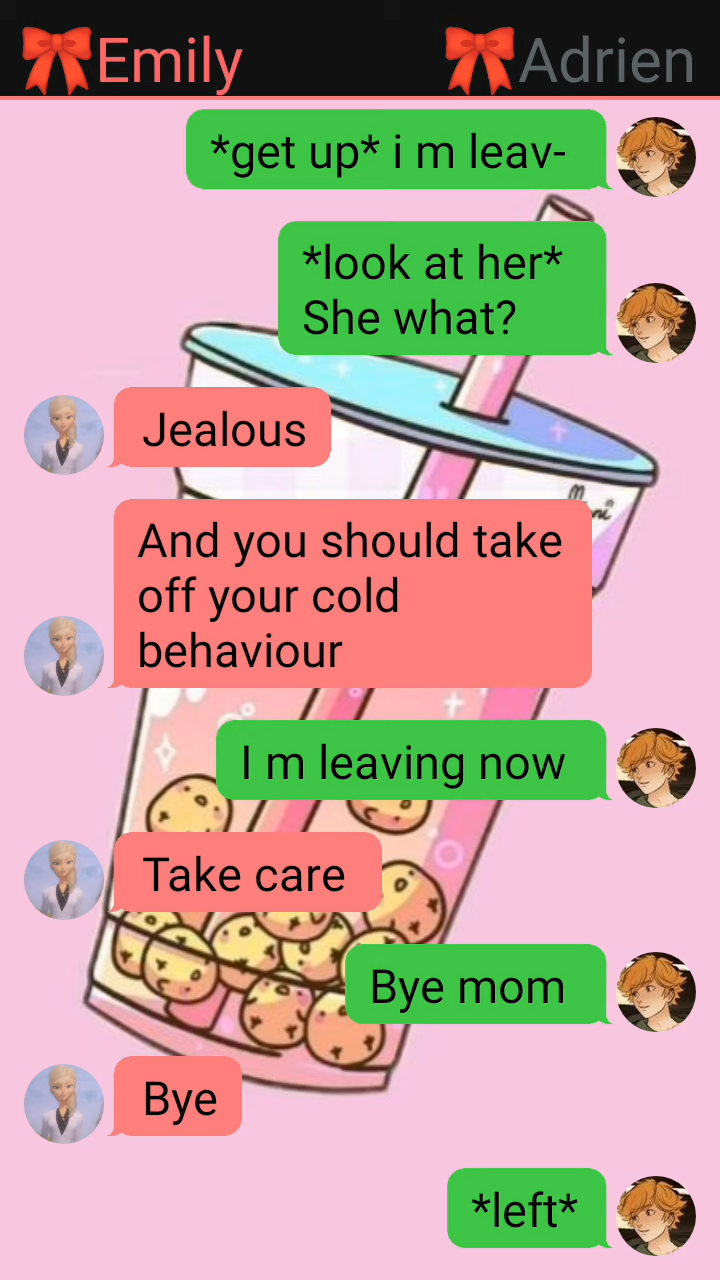 🎀Emily
🎀Adrien
*get up* i m leav-
*look at her*
She what?
Jealous
And you should take
off your cold
behaviour
I m leaving now
Take care
Bye mom
Bye
*left*